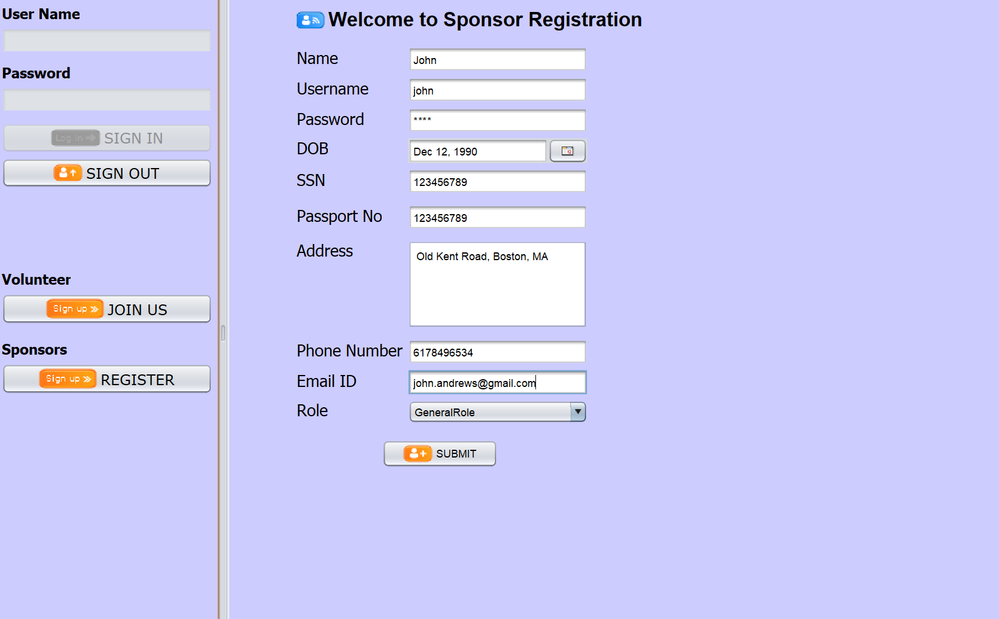 User Name
Password
Log in SIGN IN
SIGN OUT
Volunteer
Sign up JOIN US
Sponsors
Sign up REGISTER
Welcome to Sponsor Registration
Name John
Username john
Password ****
DOB Dec 12, 1990
SSN 123456789
Passport No 123456789
Address Old Kent Road, Boston, MA
Phone Number 6178496534
Email ID john.andrews@gmail.com
Role GeneralRole
SUBMIT